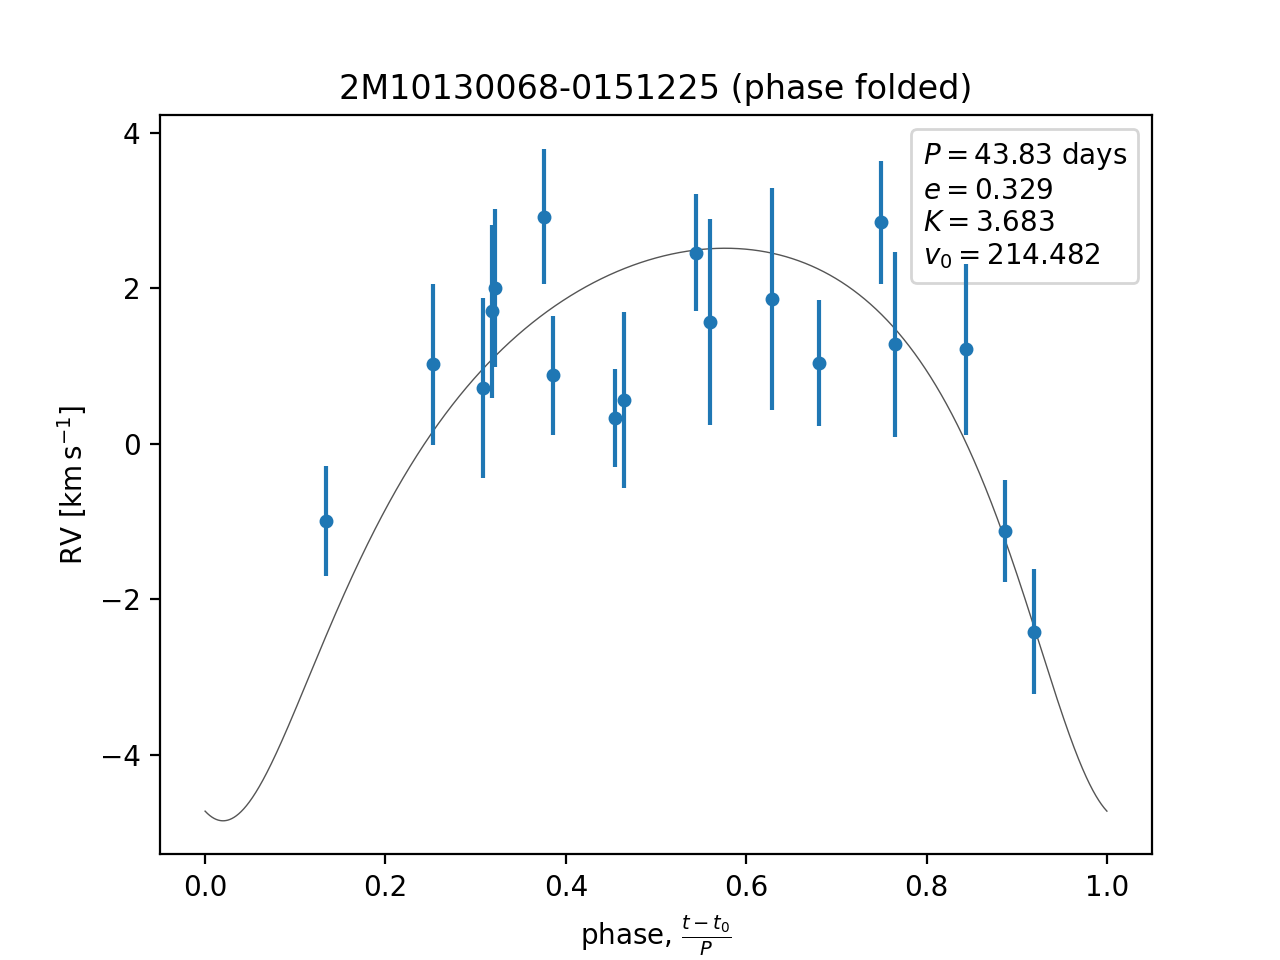 2M10130068-0151225 (phase folded)
P = 43.83 days
e = 0.329
K = 3.683
v₀ = 214.482
RV [km s⁻¹]
4
2
0
−2
−4
0.0 0.2 0.4 0.6 0.8 1.0
phase, (t − t₀)/P